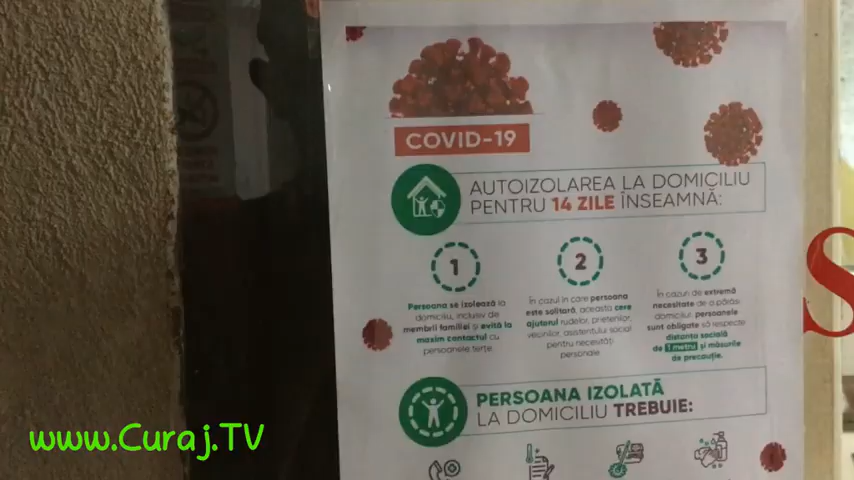 COVID-19
AUTOIZOLAREA LA DOMICILIU
PENTRU 14 ZILE ÎNSEAMNĂ:
1
Persoana se izolează la
domiciliu, inclusiv de
membrii familiei și evită la
maxim contactul cu
persoanele terțe
2
În cazul în care persoana
este solitară, aceasta cere
ajutorul rudelor, prietenilor,
vecinilor, asistentului social
pentru necesități
personale
3
În cazuri de extremă
necesitate de a părăsi
domiciliul, persoanele
sunt obligate să respecte
distanța socială
de 1 metru și măsurile
de precauție.
PERSOANA IZOLATĂ
LA DOMICILIU TREBUIE:
S
www.Curaj.TV